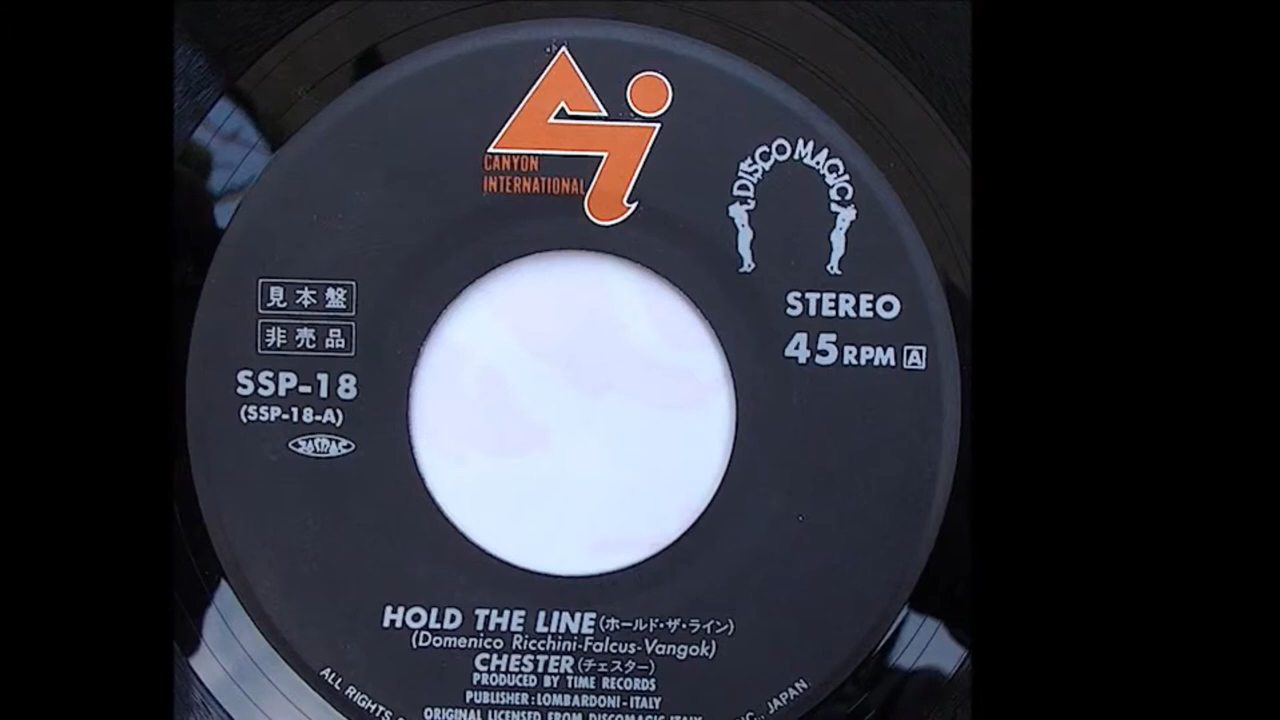 CANYON
INTERNATIONAL
DISCO MAGIC
STEREO
45 RPM A
見本盤
非売品
SSP-18
(SSP-18-A)
JASRAC
HOLD THE LINE(ホールド・ザ・ライン)
(Domenico Ricchini-Falcus-Vangok)
CHESTER(チェスター)
PRODUCED BY TIME RECORDS
PUBLISHER:LOMBARDONI-ITALY
ORIGINAL LICENSED FROM DISCOMAGIC ITALY
ALL RIGHTS
INC., JAPAN